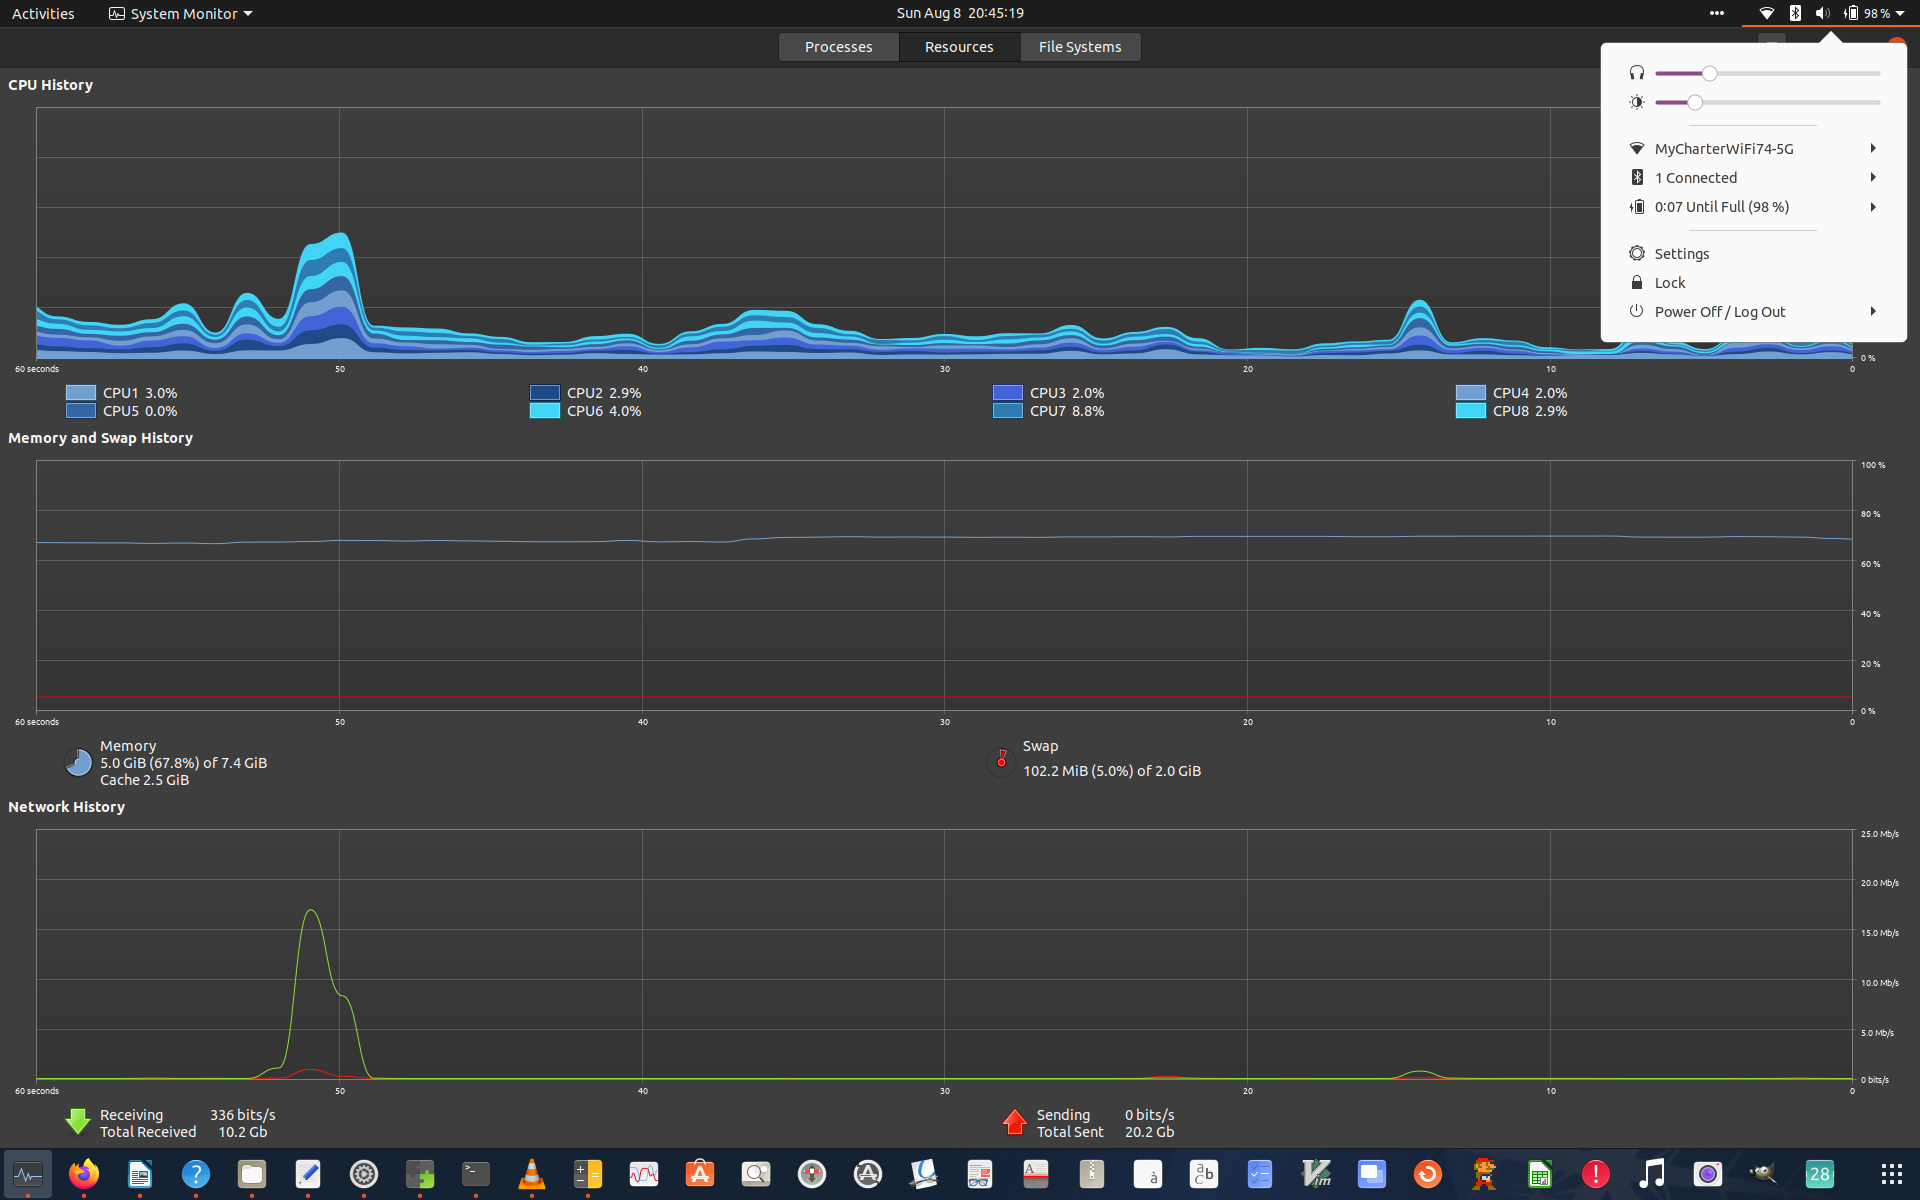 Activities
System Monitor
Sun Aug 8 20:45:19
98 %
Processes
Resources
File Systems
MyCharterWiFi74-5G
1 Connected
0:07 Until Full (98 %)
Settings
Lock
Power Off / Log Out
CPU History
0 %
60 seconds
50
40
30
20
10
0
CPU1 3.0%
CPU2 2.9%
CPU3 2.0%
CPU4 2.0%
CPU5 0.0%
CPU6 4.0%
CPU7 8.8%
CPU8 2.9%
Memory and Swap History
100 %
80 %
60 %
40 %
20 %
0 %
60 seconds
50
40
30
20
10
0
Memory
5.0 GiB (67.8%) of 7.4 GiB
Cache 2.5 GiB
Swap
102.2 MiB (5.0%) of 2.0 GiB
Network History
25.0 Mb/s
20.0 Mb/s
15.0 Mb/s
10.0 Mb/s
5.0 Mb/s
0 bits/s
60 seconds
50
40
30
20
10
0
Receiving 336 bits/s
Total Received 10.2 Gb
Sending 0 bits/s
Total Sent 20.2 Gb
?
>_
A
à
a b c
Vim
!
28